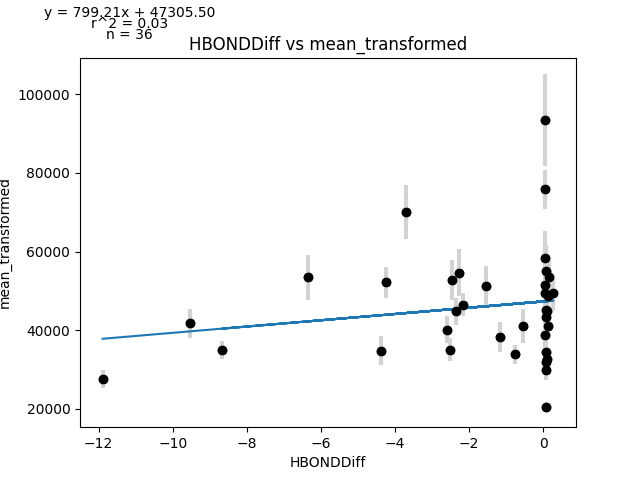 y = 799.21x + 47305.50
r^2 = 0.03
n = 36
HBONDDiff vs mean_transformed
100000
80000
60000
40000
20000
mean_transformed
−12 −10 −8 −6 −4 −2 0
HBONDDiff